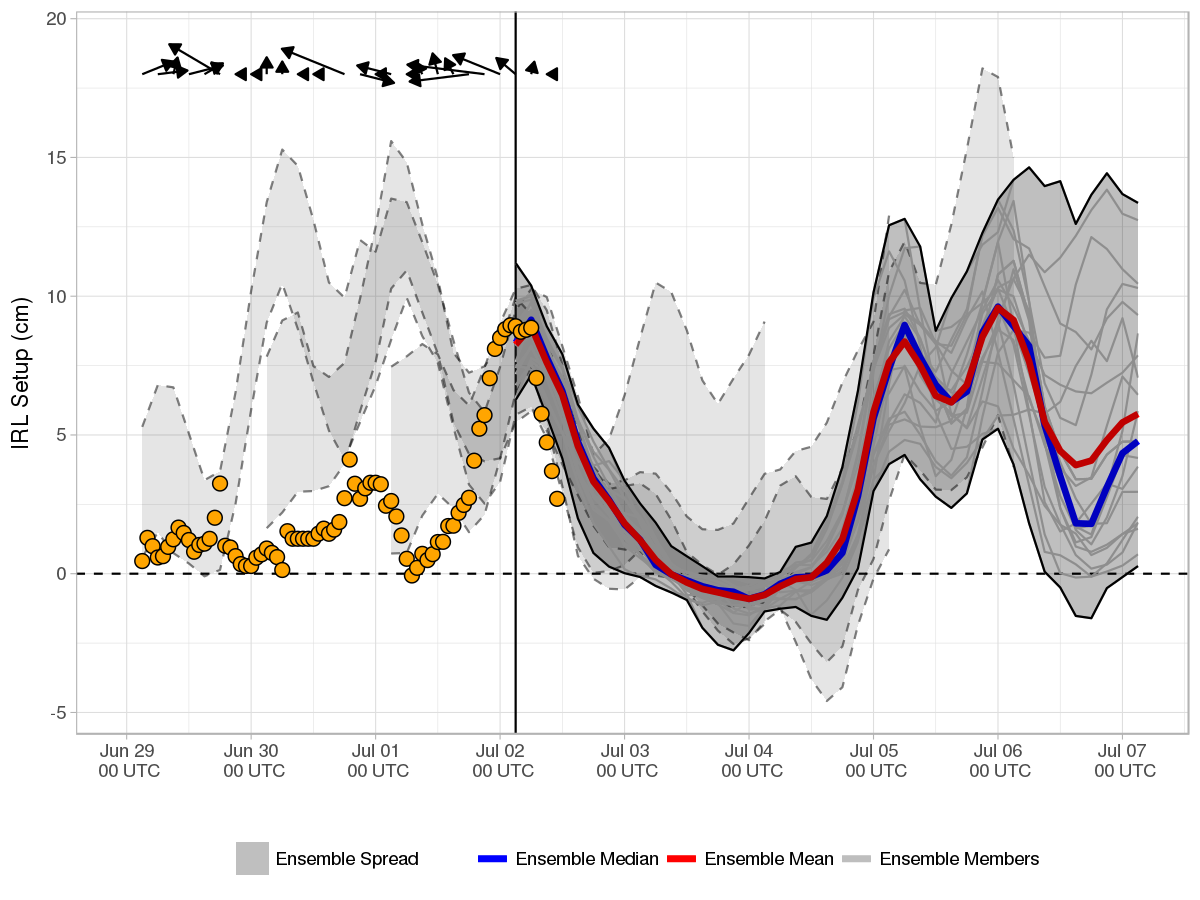 20
15
10
5
0
-5
IRL Setup (cm)
Jun 29 00 UTC
Jun 30 00 UTC
Jul 01 00 UTC
Jul 02 00 UTC
Jul 03 00 UTC
Jul 04 00 UTC
Jul 05 00 UTC
Jul 06 00 UTC
Jul 07 00 UTC
Ensemble Spread
Ensemble Median
Ensemble Mean
Ensemble Members